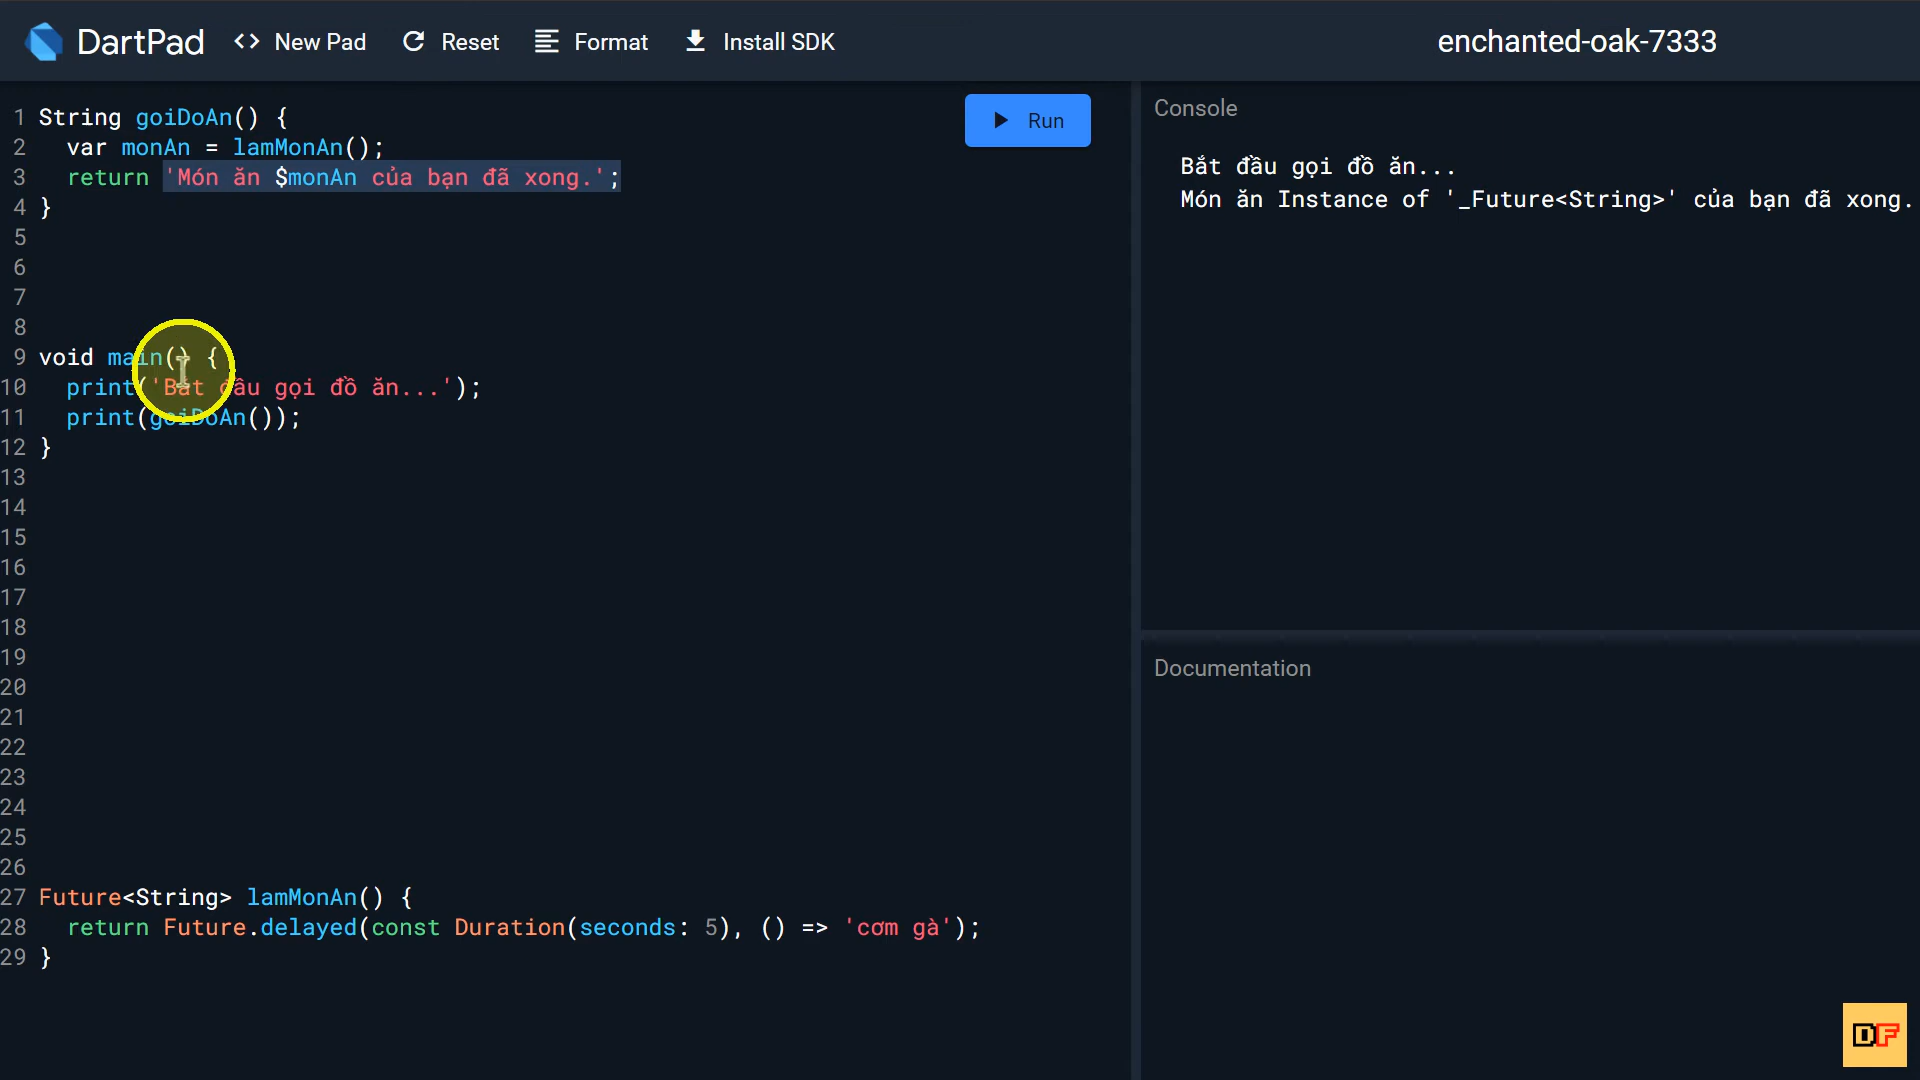 DartPad <> New Pad Reset Format Install SDK enchanted-oak-7333
Run
Console
1 String goiDoAn() {
2 var monAn = lamMonAn();
3 return 'Món ăn $monAn của bạn đã xong.';
4 }
5
6
7
8
9 void main() {
10 print('Bắt đầu gọi đồ ăn...');
11 print(goiDoAn());
12 }
13
14
15
16
17
18
19
20
21
22
23
24
25
26
27 Future<String> lamMonAn() {
28 return Future.delayed(const Duration(seconds: 5), () => 'cơm gà');
29 }
Bắt đầu gọi đồ ăn...
Món ăn Instance of '_Future<String>' của bạn đã xong.
Documentation
DF